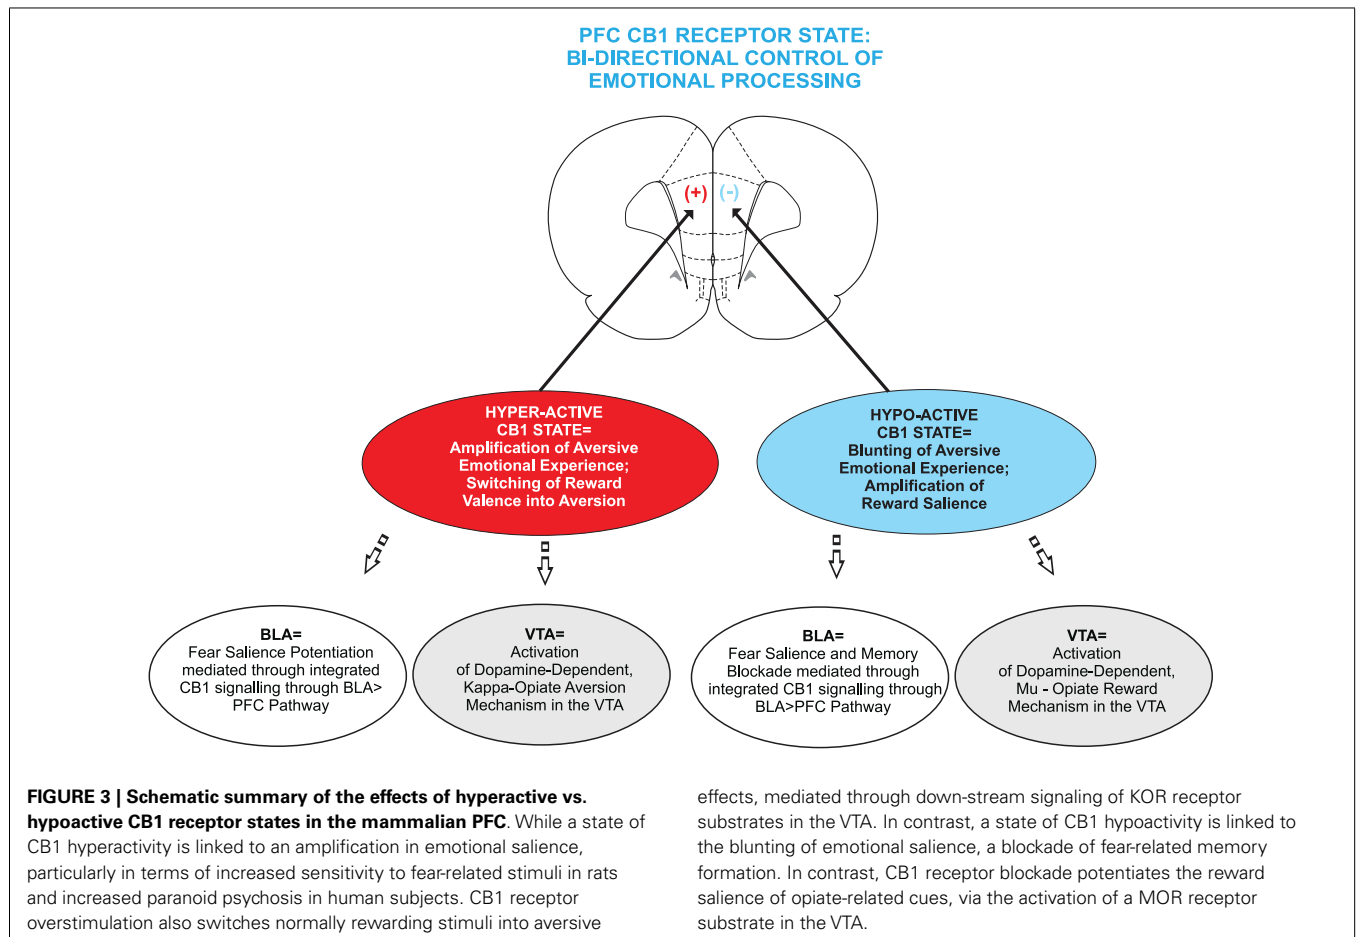 PFC CB1 RECEPTOR STATE:
BI-DIRECTIONAL CONTROL OF
EMOTIONAL PROCESSING
(+)
(-)
HYPER-ACTIVE
CB1 STATE=
Amplification of Aversive
Emotional Experience;
Switching of Reward
Valence into Aversion
HYPO-ACTIVE
CB1 STATE=
Blunting of Aversive
Emotional Experience;
Amplification of
Reward Salience
BLA=
Fear Salience Potentiation
mediated through integrated
CB1 signalling through BLA>
PFC Pathway
VTA=
Activation
of Dopamine-Dependent,
Kappa-Opiate Aversion
Mechanism in the VTA
BLA=
Fear Salience and Memory
Blockade mediated through
integrated CB1 signalling through
BLA>PFC Pathway
VTA=
Activation
of Dopamine-Dependent,
Mu - Opiate Reward
Mechanism in the VTA
FIGURE 3 | Schematic summary of the effects of hyperactive vs.
hypoactive CB1 receptor states in the mammalian PFC. While a state of
CB1 hyperactivity is linked to an amplification in emotional salience,
particularly in terms of increased sensitivity to fear-related stimuli in rats
and increased paranoid psychosis in human subjects. CB1 receptor
overstimulation also switches normally rewarding stimuli into aversive
effects, mediated through down-stream signaling of KOR receptor
substrates in the VTA. In contrast, a state of CB1 hypoactivity is linked to
the blunting of emotional salience, a blockade of fear-related memory
formation. In contrast, CB1 receptor blockade potentiates the reward
salience of opiate-related cues, via the activation of a MOR receptor
substrate in the VTA.